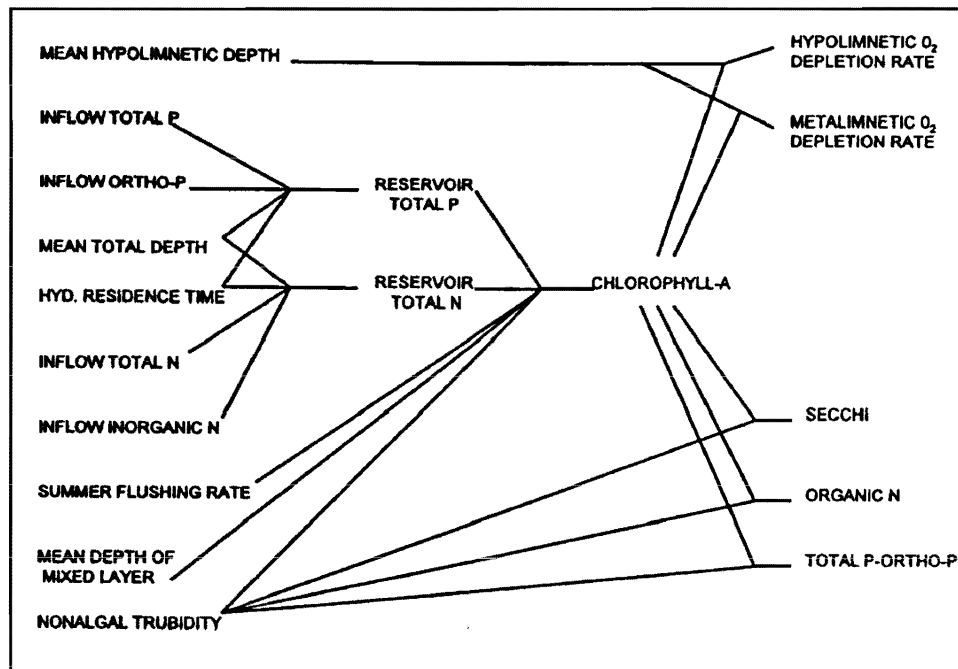 MEAN HYPOLIMNETIC DEPTH
INFLOW TOTAL P
INFLOW ORTHO-P
MEAN TOTAL DEPTH
HYD. RESIDENCE TIME
INFLOW TOTAL N
INFLOW INORGANIC N
SUMMER FLUSHING RATE
MEAN DEPTH OF
MIXED LAYER
NONALGAL TRUBIDITY
RESERVOIR
TOTAL P
RESERVOIR
TOTAL N
CHLOROPHYLL-A
HYPOLIMNETIC O₂
DEPLETION RATE
METALIMNETIC O₂
DEPLETION RATE
SECCHI
ORGANIC N
TOTAL P-ORTHO-P